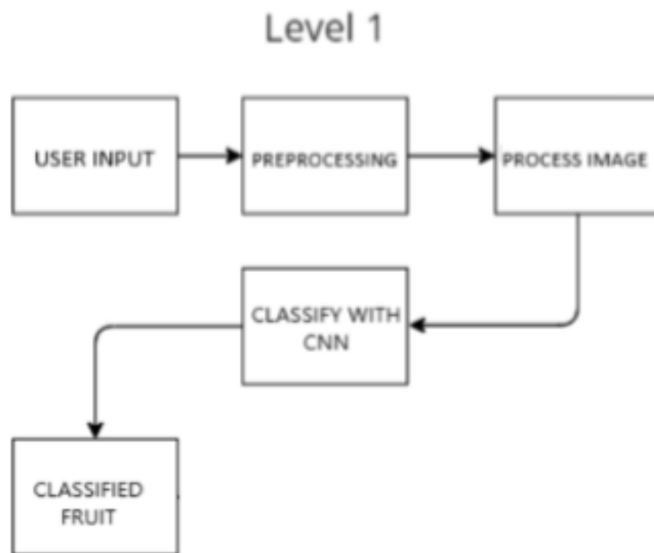 Level 1
USER INPUT
PREPROCESSING
PROCESS IMAGE
CLASSIFY WITH
CNN
CLASSIFIED
FRUIT